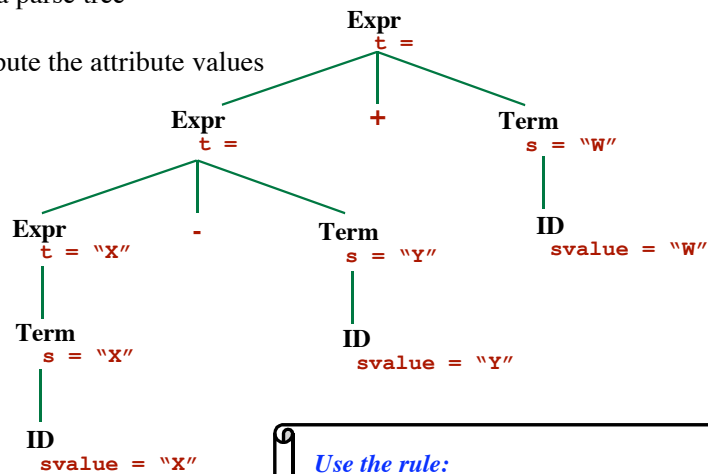 a parse tree
Expr
t =
pute the attribute values
Expr
t =
+
Term
s = “W”
Expr
t = “X”
-
Term
s = “Y”
ID
svalue = “W”
Term
s = “X”
ID
svalue = “Y”
ID
svalue = “X”
Use the rule: